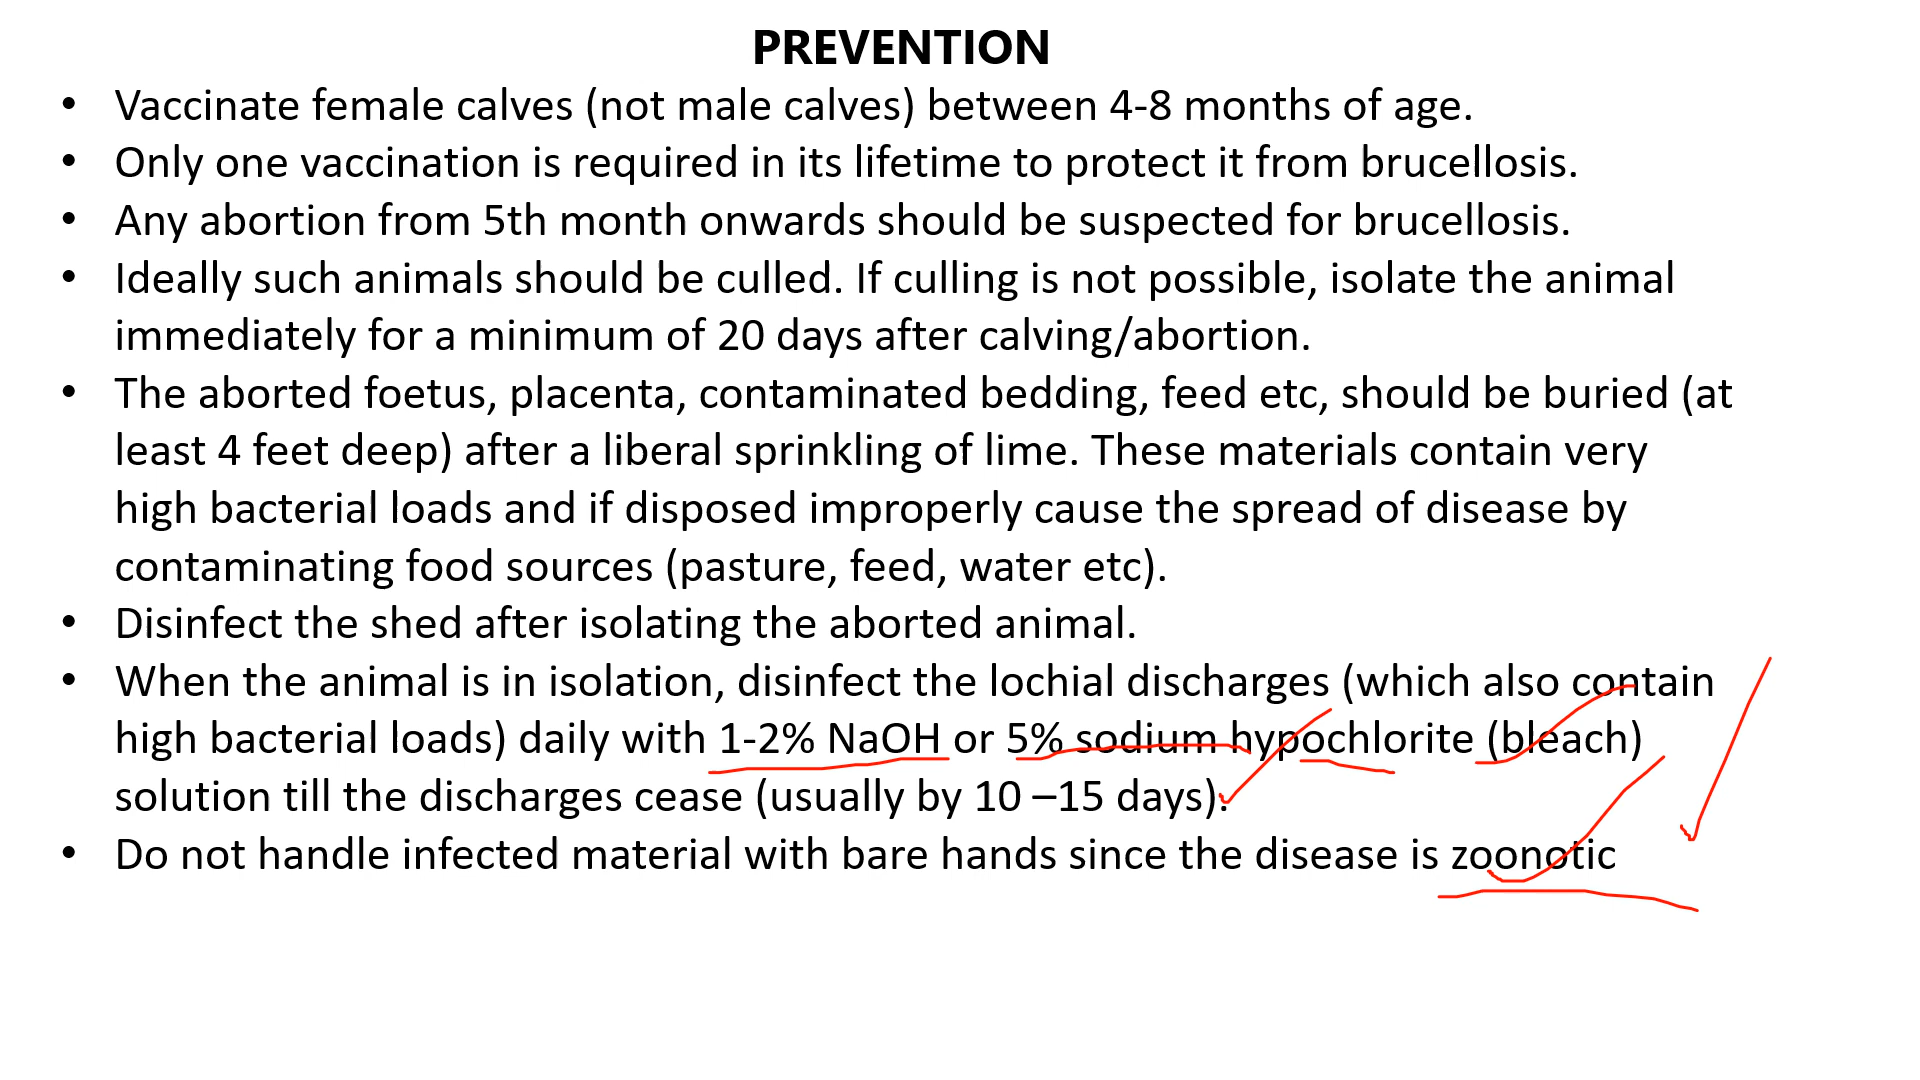 PREVENTION
• Vaccinate female calves (not male calves) between 4-8 months of age.
• Only one vaccination is required in its lifetime to protect it from brucellosis.
• Any abortion from 5th month onwards should be suspected for brucellosis.
• Ideally such animals should be culled. If culling is not possible, isolate the animal
immediately for a minimum of 20 days after calving/abortion.
• The aborted foetus, placenta, contaminated bedding, feed etc, should be buried (at
least 4 feet deep) after a liberal sprinkling of lime. These materials contain very
high bacterial loads and if disposed improperly cause the spread of disease by
contaminating food sources (pasture, feed, water etc).
• Disinfect the shed after isolating the aborted animal.
• When the animal is in isolation, disinfect the lochial discharges (which also contain
high bacterial loads) daily with 1-2% NaOH or 5% sodium hypochlorite (bleach)
solution till the discharges cease (usually by 10 –15 days).
• Do not handle infected material with bare hands since the disease is zoonotic